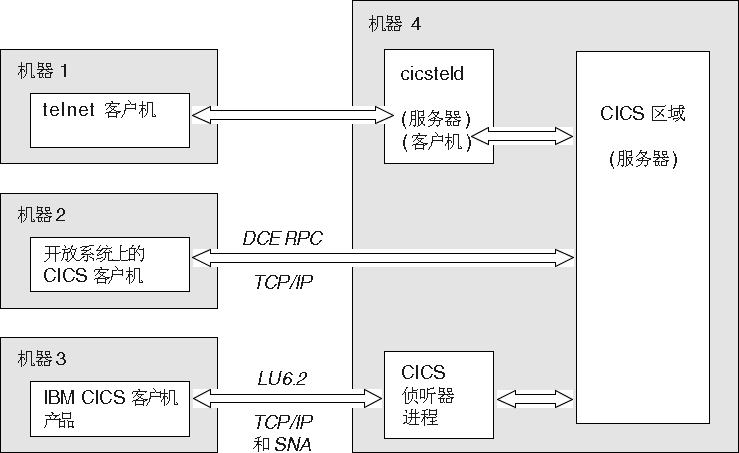 机器 1
telnet 客户机
机器 4
cicsteld
(服务器)
(客户机)
CICS 区域
(服务器)
机器2
开放系统上的
CICS 客户机
DCE RPC
TCP/IP
机器3
IBM CICS 客户机
产品
LU6.2
TCP/IP
和 SNA
CICS
侦听器
进程